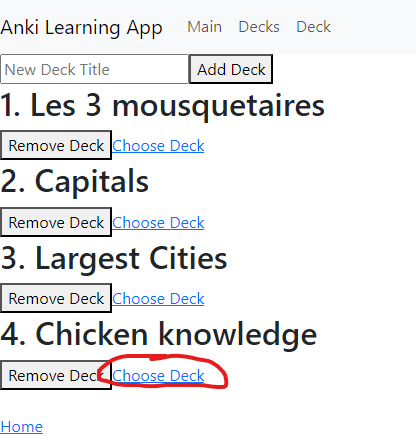 Anki Learning App Main Decks Deck
New Deck Title Add Deck
1. Les 3 mousquetaires
Remove Deck Choose Deck
2. Capitals
Remove Deck Choose Deck
3. Largest Cities
Remove Deck Choose Deck
4. Chicken knowledge
Remove Deck Choose Deck
Home